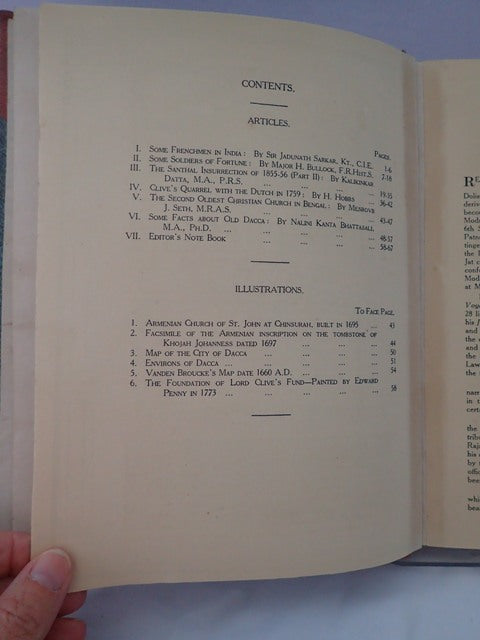 CONTENTS.
ARTICLES.
PAGES.
I. SOME FRENCHMEN IN INDIA: BY SIR JADUNATH SARKAR, KT., C.I.E. 1-6
II. SOME SOLDIERS OF FORTUNE: BY MAJOR H. BULLOCK, F.R.HIST.S. 7-18
III. THE SANTHAL INSURRECTION OF 1855-56 (PART II): BY KALIKINKAR
DATTA, M.A., P.R.S. ... ... ... ... ... 19-35
IV. CLIVE'S QUARREL WITH THE DUTCH IN 1759: BY H. HOBBS ... 36-42
V. THE SECOND OLDEST CHRISTIAN CHURCH IN BENGAL: BY MESROVB
J. SETH, M.R.A.S. ... ... ... ... ... 43-47
VI. SOME FACTS ABOUT OLD DACCA: BY NALINI KANTA BHATTASALI,
M.A., PH.D. ... ... ... ... ... 48-57
VII. EDITOR'S NOTE BOOK ... ... ... ... 58-67
ILLUSTRATIONS.
TO FACE PAGE.
1. ARMENIAN CHURCH OF ST. JOHN AT CHINSURAH, BUILT IN 1695 ... 43
2. FACSIMILE OF THE ARMENIAN INSCRIPTION ON THE TOMBSTONE OF
KHOJAH JOHANNESS DATED 1697 ... ... ... 44
3. MAP OF THE CITY OF DACCA ... ... ... ... 50
4. ENVIRONS OF DACCA ... ... ... ... ... 51
5. VANDEN BROUCKE'S MAP DATE 1660 A.D. ... ... ... 54
6. THE FOUNDATION OF LORD CLIVE'S FUND—PAINTED BY EDWARD
PENNY IN 1773 ... ... ... ... ... 58